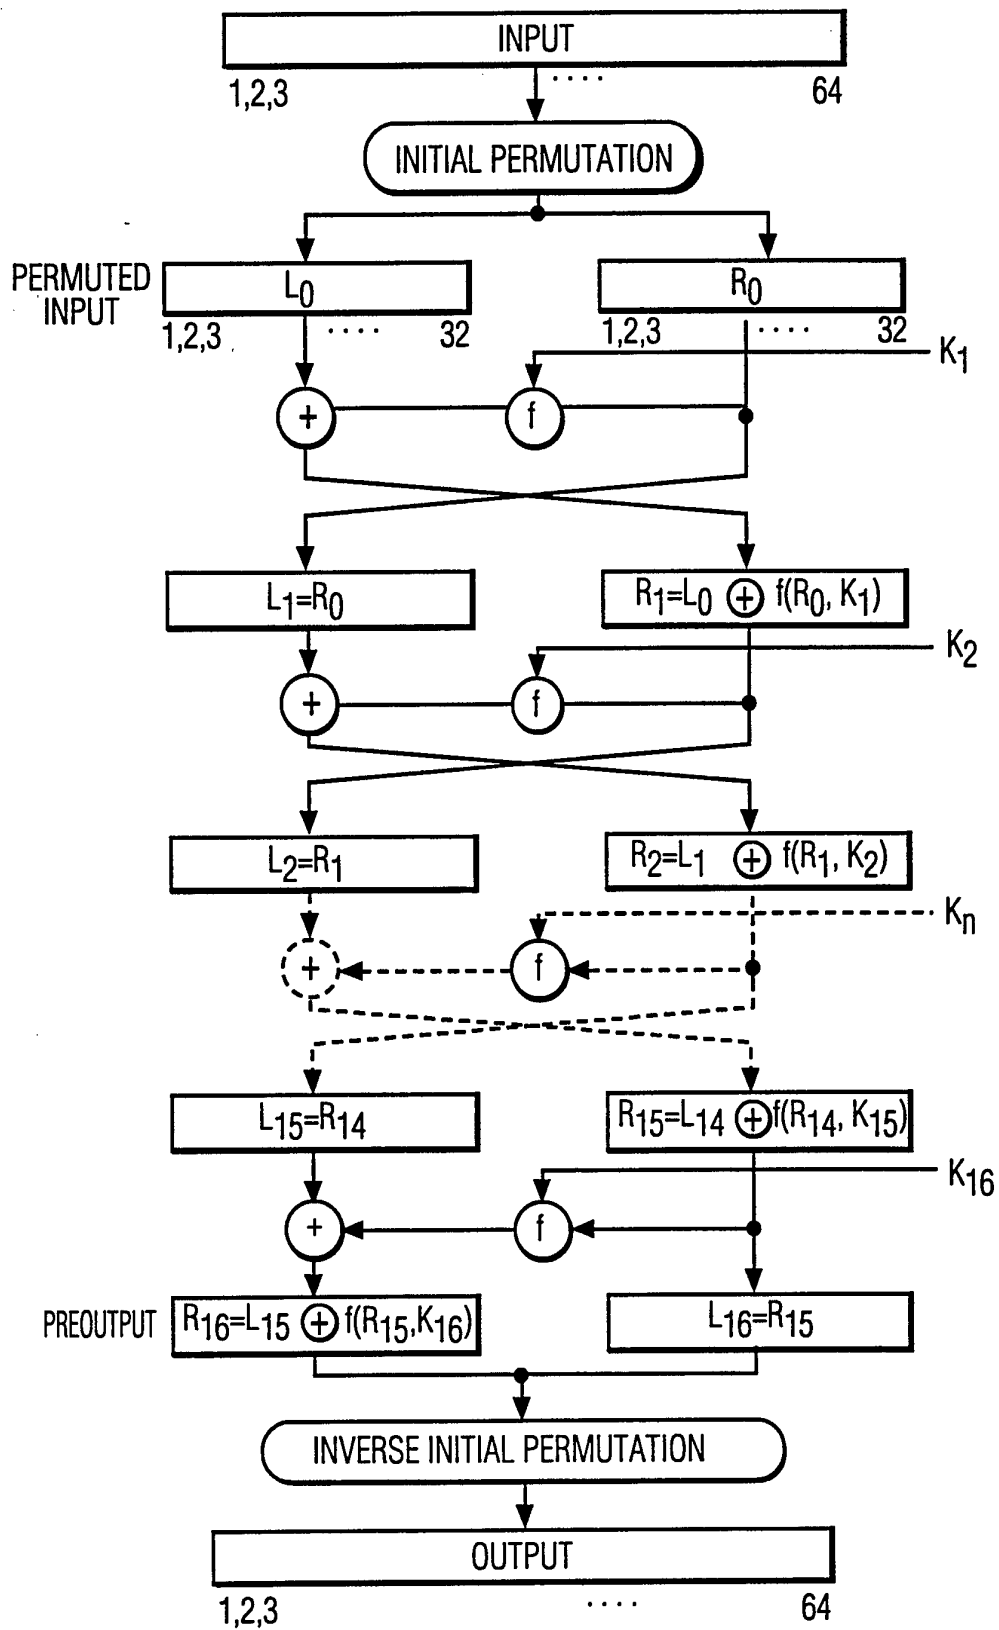 INPUT
1,2,3 .... 64
INITIAL PERMUTATION
PERMUTED
INPUT
L0
R0
1,2,3 .... 32
1,2,3 .... 32
K1
+
f
L1=R0
R1=L0 ⊕ f(R0, K1)
K2
+
f
L2=R1
R2=L1 ⊕ f(R1, K2)
Kn
+
f
L15=R14
R15=L14 ⊕ f(R14, K15)
K16
+
f
PREOUTPUT
R16=L15 ⊕ f(R15,K16)
L16=R15
INVERSE INITIAL PERMUTATION
OUTPUT
1,2,3 .... 64